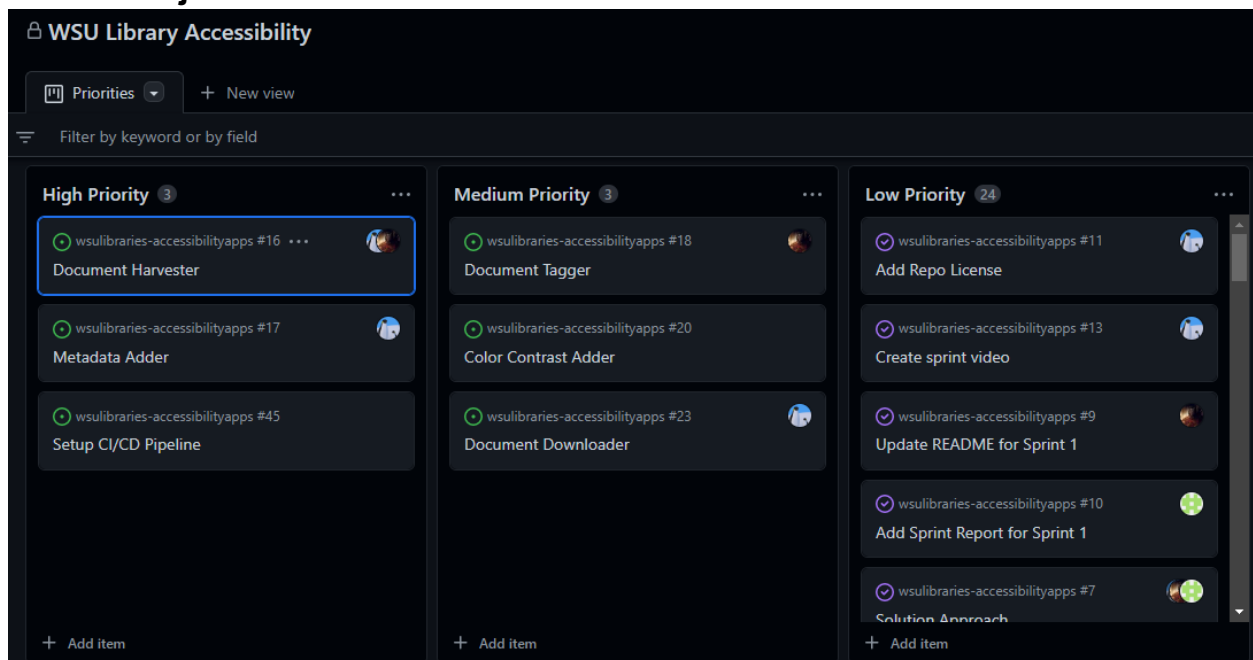 WSU Library Accessibility
Priorities
New view
Filter by keyword or by field
High Priority 3
wsulibraries-accessibilityapps #16
Document Harvester
wsulibraries-accessibilityapps #17
Metadata Adder
wsulibraries-accessibilityapps #45
Setup CI/CD Pipeline
+ Add item
Medium Priority 3
wsulibraries-accessibilityapps #18
Document Tagger
wsulibraries-accessibilityapps #20
Color Contrast Adder
wsulibraries-accessibilityapps #23
Document Downloader
+ Add item
Low Priority 24
wsulibraries-accessibilityapps #11
Add Repo License
wsulibraries-accessibilityapps #13
Create sprint video
wsulibraries-accessibilityapps #9
Update README for Sprint 1
wsulibraries-accessibilityapps #10
Add Sprint Report for Sprint 1
wsulibraries-accessibilityapps #7
Solution Approach
+ Add item